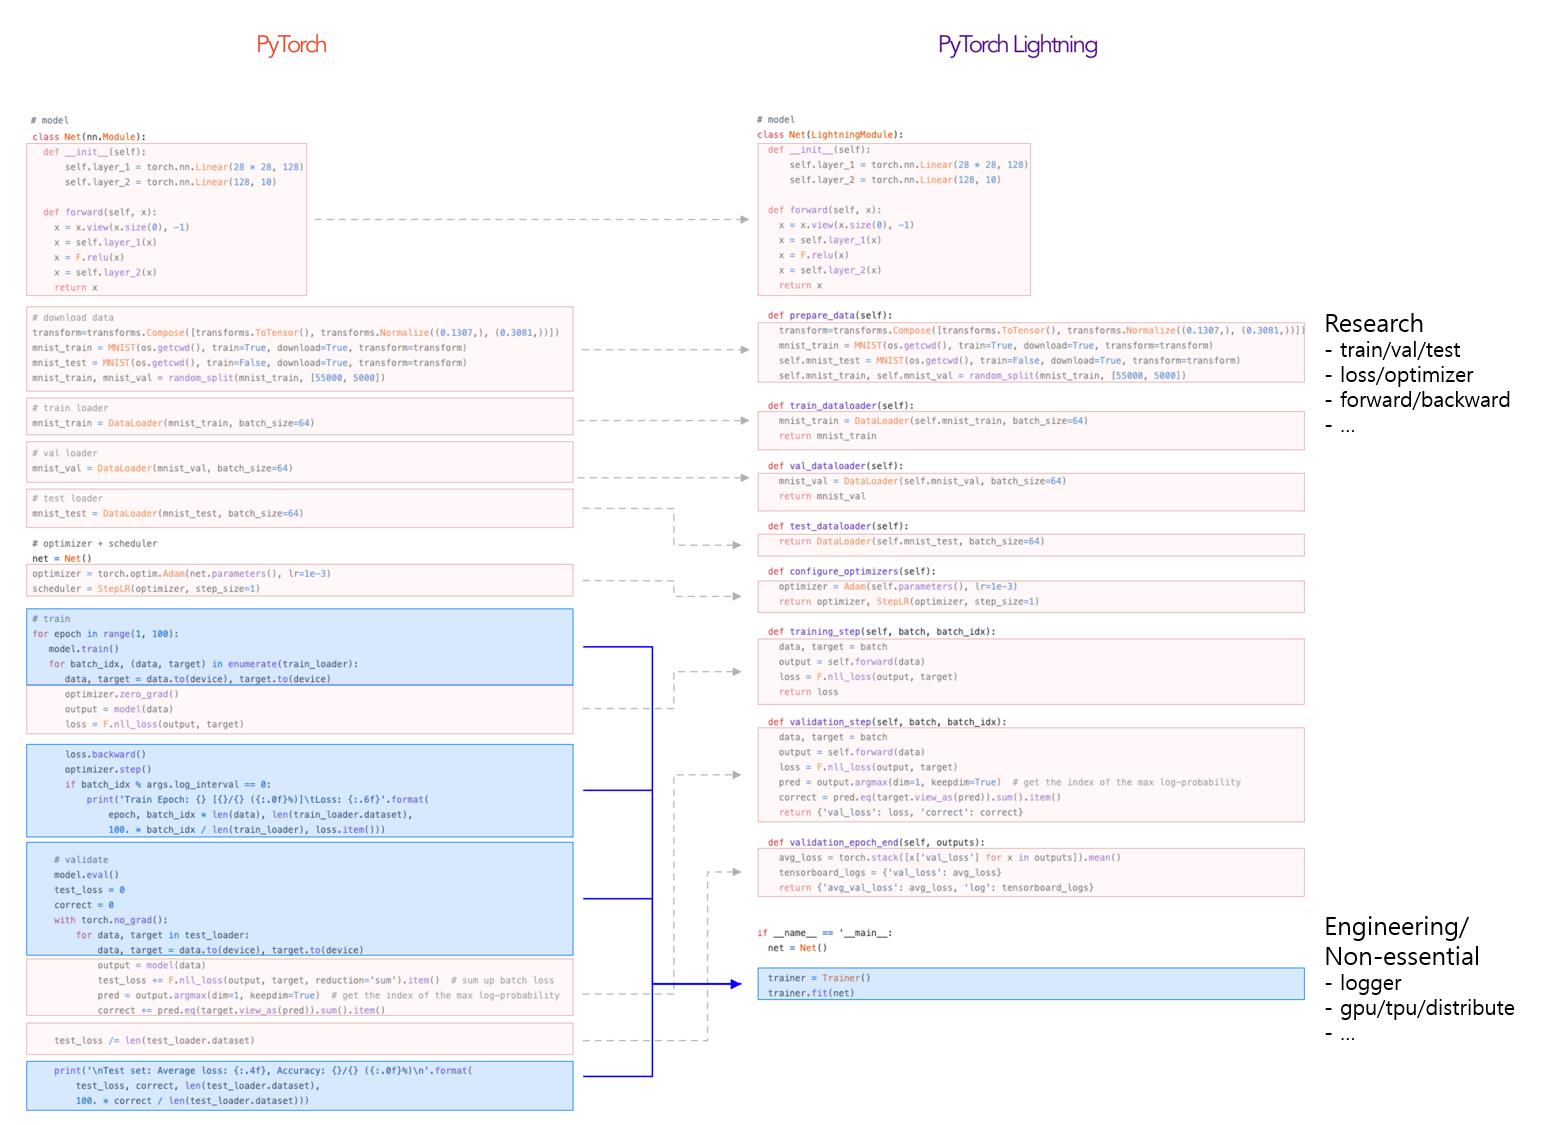 PyTorch
# model
class Net(nn.Module):
def __init__(self):
self.layer_1 = torch.nn.Linear(28 * 28, 128)
self.layer_2 = torch.nn.Linear(128, 10)
def forward(self, x):
x = x.view(x.size(0), -1)
x = self.layer_1(x)
x = F.relu(x)
x = self.layer_2(x)
return x
# download data
transform=transforms.Compose([transforms.ToTensor(), transforms.Normalize((0.1307,), (0.3081,))])
mnist_train = MNIST(os.getcwd(), train=True, download=True, transform=transform)
mnist_test = MNIST(os.getcwd(), train=False, download=True, transform=transform)
mnist_train, mnist_val = random_split(mnist_train, [55000, 5000])
# train loader
mnist_train = DataLoader(mnist_train, batch_size=64)
# val loader
mnist_val = DataLoader(mnist_val, batch_size=64)
# test loader
mnist_test = DataLoader(mnist_test, batch_size=64)
# optimizer + scheduler
net = Net()
optimizer = torch.optim.Adam(net.parameters(), lr=1e-3)
scheduler = StepLR(optimizer, step_size=1)
# train
for epoch in range(1, 100):
model.train()
for batch_idx, (data, target) in enumerate(train_loader):
data, target = data.to(device), target.to(device)
optimizer.zero_grad()
output = model(data)
loss = F.nll_loss(output, target)
loss.backward()
optimizer.step()
if batch_idx % args.log_interval == 0:
print('Train Epoch: {} [{}/{} ({:.0f}%)]\tLoss: {:.6f}'.format(
epoch, batch_idx * len(data), len(train_loader.dataset),
100. * batch_idx / len(train_loader), loss.item()))
# validate
model.eval()
test_loss = 0
correct = 0
with torch.no_grad():
for data, target in test_loader:
data, target = data.to(device), target.to(device)
output = model(data)
test_loss += F.nll_loss(output, target, reduction='sum').item()  # sum up batch loss
pred = output.argmax(dim=1, keepdim=True)  # get the index of the max log-probability
correct += pred.eq(target.view_as(pred)).sum().item()
test_loss /= len(test_loader.dataset)
print('\nTest set: Average loss: {:.4f}, Accuracy: {}/{} ({:.0f}%)\n'.format(
test_loss, correct, len(test_loader.dataset),
100. * correct / len(test_loader.dataset)))
PyTorch Lightning
# model
class Net(LightningModule):
def __init__(self):
self.layer_1 = torch.nn.Linear(28 * 28, 128)
self.layer_2 = torch.nn.Linear(128, 10)
def forward(self, x):
x = x.view(x.size(0), -1)
x = self.layer_1(x)
x = F.relu(x)
x = self.layer_2(x)
return x
def prepare_data(self):
transform=transforms.Compose([transforms.ToTensor(), transforms.Normalize((0.1307,), (0.3081,))])
mnist_train = MNIST(os.getcwd(), train=True, download=True, transform=transform)
self.mnist_test = MNIST(os.getcwd(), train=False, download=True, transform=transform)
self.mnist_train, self.mnist_val = random_split(mnist_train, [55000, 5000])
def train_dataloader(self):
mnist_train = DataLoader(self.mnist_train, batch_size=64)
return mnist_train
def val_dataloader(self):
mnist_val = DataLoader(self.mnist_val, batch_size=64)
return mnist_val
def test_dataloader(self):
return DataLoader(self.mnist_test, batch_size=64)
def configure_optimizers(self):
optimizer = Adam(self.parameters(), lr=1e-3)
return optimizer, StepLR(optimizer, step_size=1)
def training_step(self, batch, batch_idx):
data, target = batch
output = self.forward(data)
loss = F.nll_loss(output, target)
return loss
def validation_step(self, batch, batch_idx):
data, target = batch
output = self.forward(data)
loss = F.nll_loss(output, target)
pred = output.argmax(dim=1, keepdim=True)  # get the index of the max log-probability
correct = pred.eq(target.view_as(pred)).sum().item()
return {'val_loss': loss, 'correct': correct}
def validation_epoch_end(self, outputs):
avg_loss = torch.stack([x['val_loss'] for x in outputs]).mean()
tensorboard_logs = {'val_loss': avg_loss}
return {'avg_val_loss': avg_loss, 'log': tensorboard_logs}
if __name__ == '__main__:
net = Net()
trainer = Trainer()
trainer.fit(net)
Research
- train/val/test
- loss/optimizer
- forward/backward
- ...
Engineering/
Non-essential
- logger
- gpu/tpu/distribute
- ...